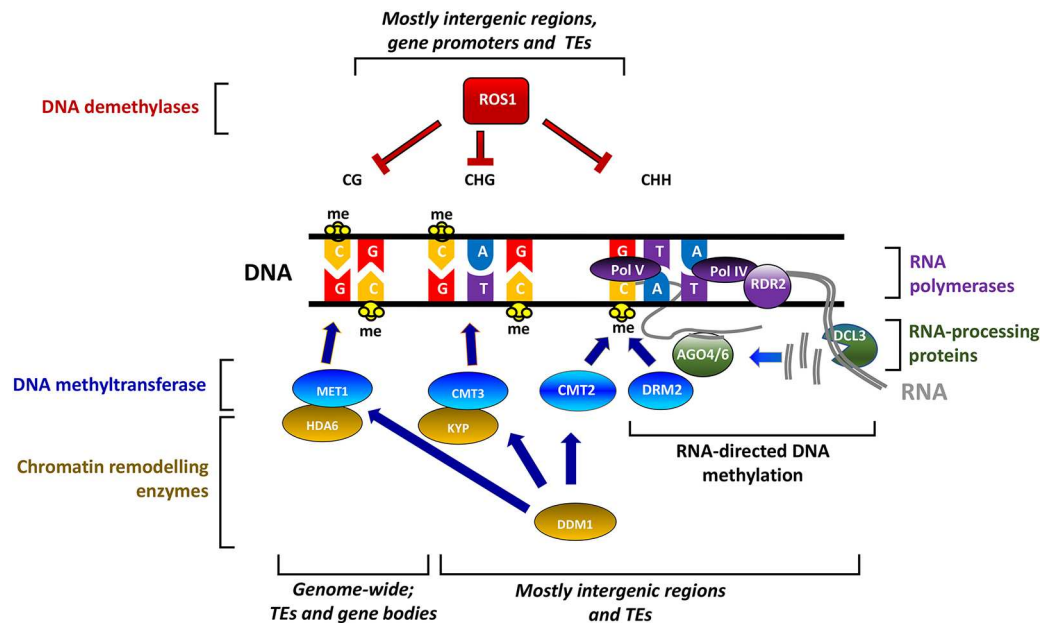 Mostly intergenic regions,
gene promoters and TEs
DNA demethylases
ROS1
CG
CHG
CHH
me
me
C
G
C
A
G
G
T
A
DNA
Pol V
Pol IV
RDR2
RNA
polymerases
G
C
G
T
C
C
A
T
me
me
me
DCL3
RNA-processing
proteins
AGO4/6
RNA
DNA methyltransferase
MET1
CMT3
CMT2
DRM2
HDA6
KYP
RNA-directed DNA
methylation
Chromatin remodelling
enzymes
DDM1
Genome-wide;
TEs and gene bodies
Mostly intergenic regions
and TEs